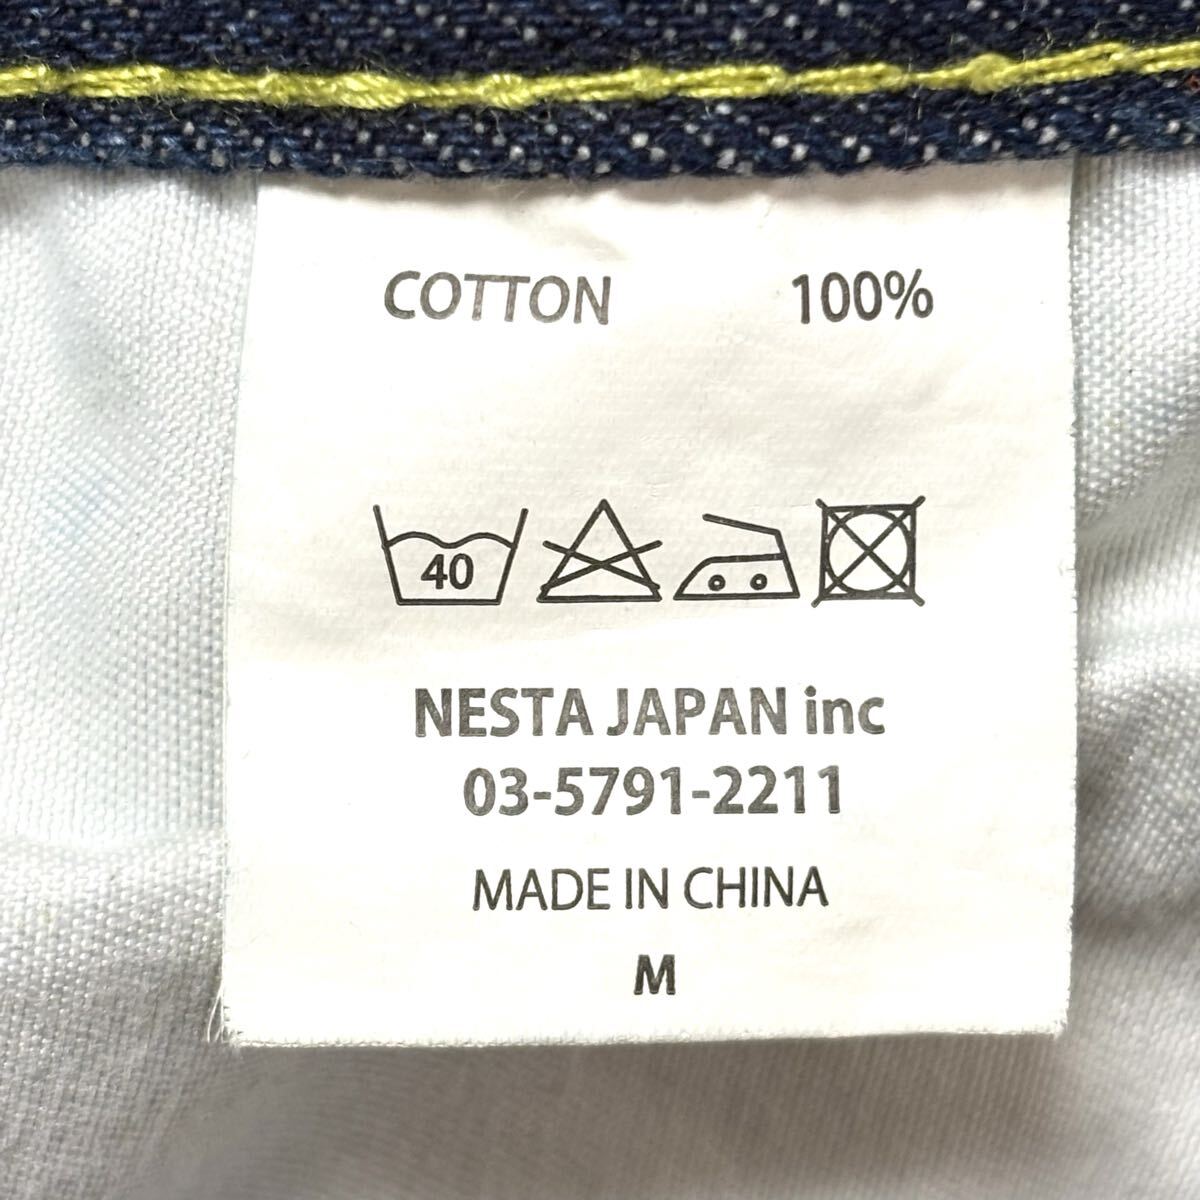 COTTON 100%
40
NESTA JAPAN inc
03-5791-2211
MADE IN CHINA
M